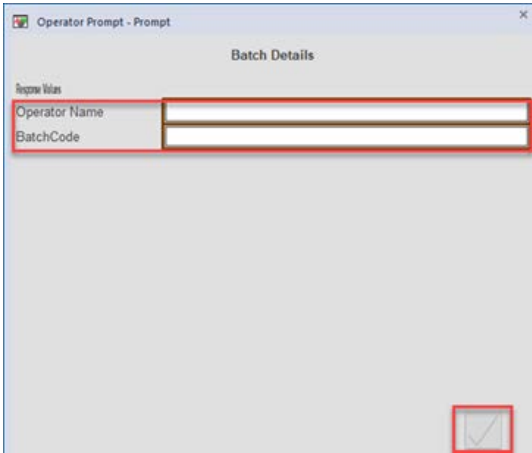 Operator Prompt - Prompt
Batch Details
Response Values
Operator Name
BatchCode